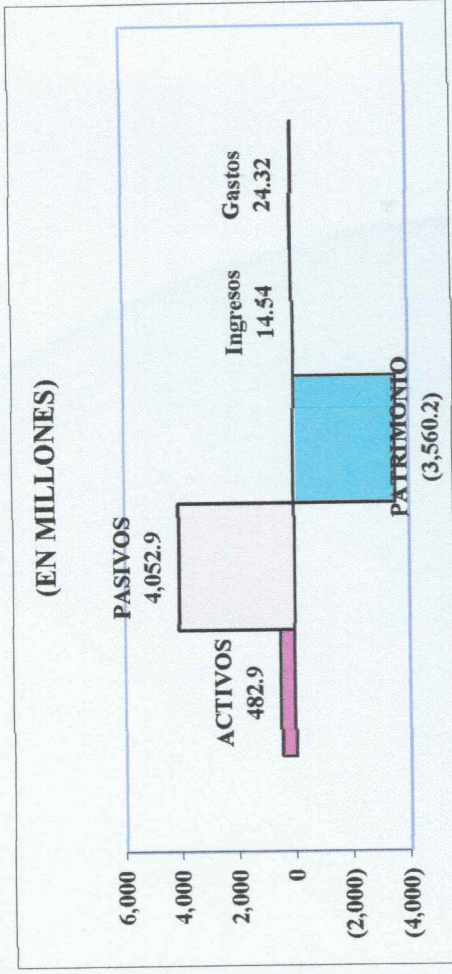 (EN MILLONES)
6,000
4,000
2,000
0
(2,000)
(4,000)
ACTIVOS
482.9
PASIVOS
4,052.9
PATRIMONIO
(3,560.2)
Ingresos
14.54
Gastos
24.32